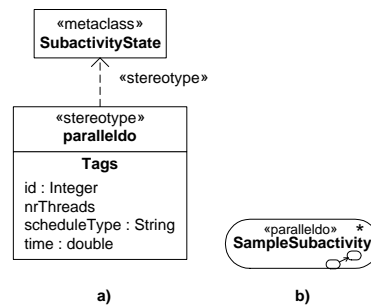 «metaclass»
SubactivityState
«stereotype»
«stereotype»
paralleldo
Tags
id : Integer
nrThreads
scheduleType : String
time : double
«paralleldo» *
SampleSubactivity
a) b)